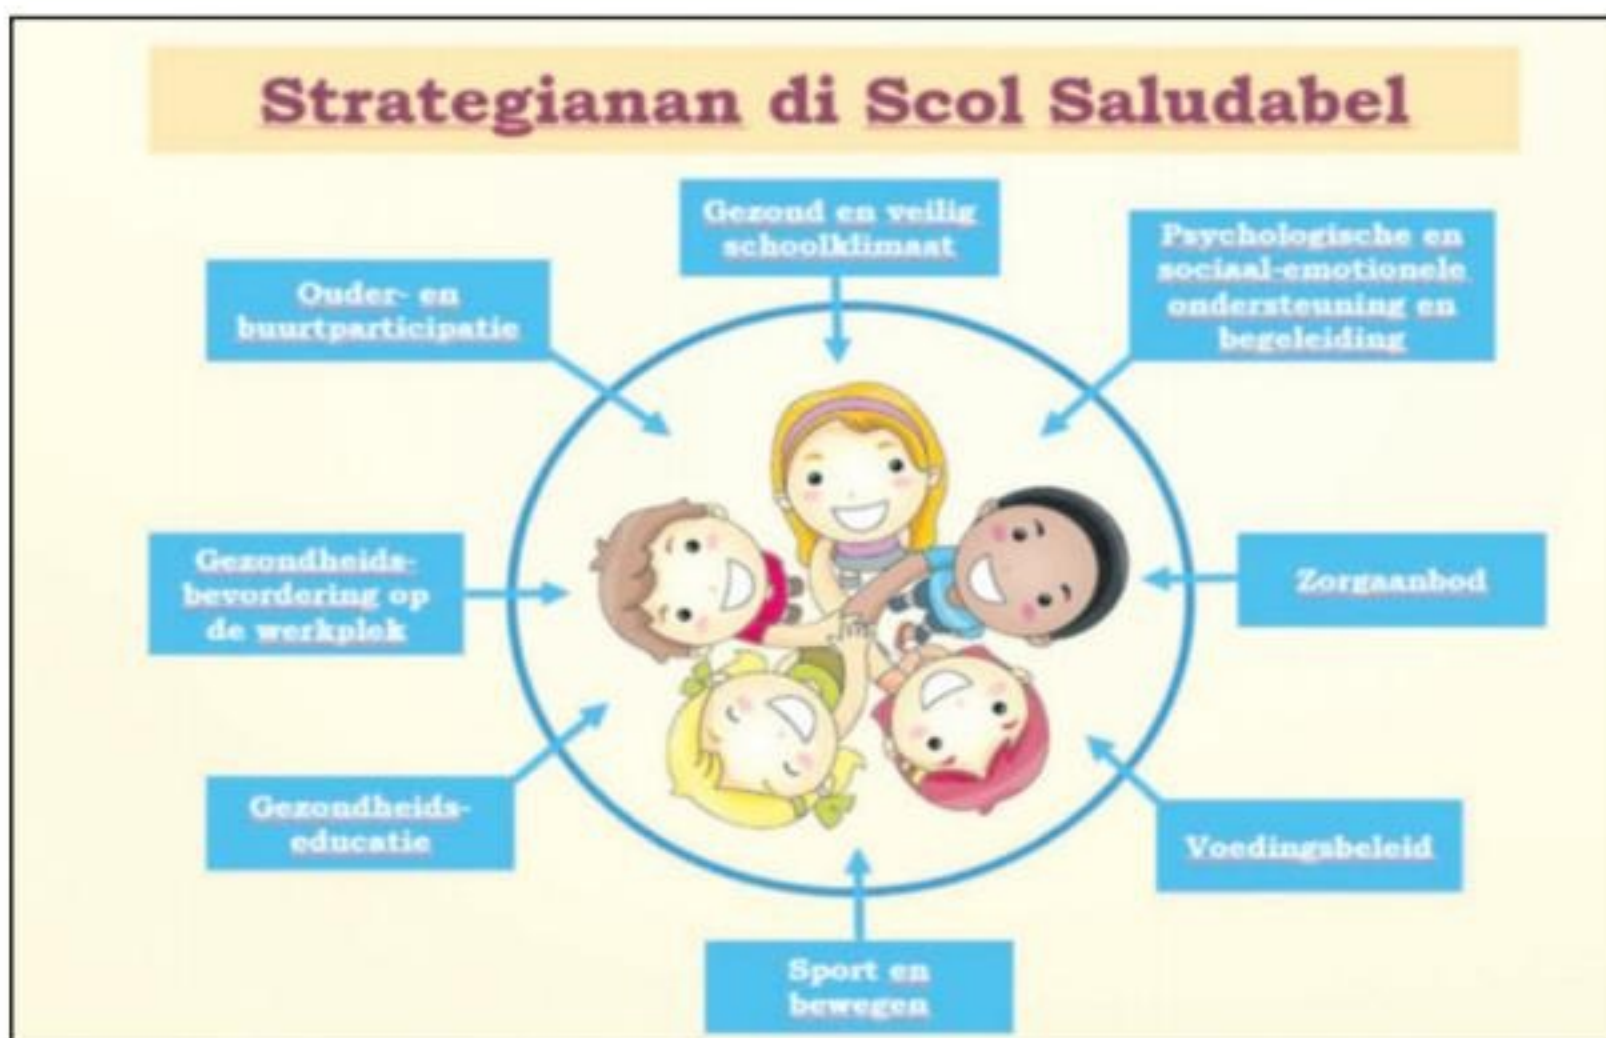 Strategianan di Scol Saludabel
Gezond en veilig
schoolklimaat
Psychologische en
sociaal-emotionele
ondersteuning en
begeleiding
Ouder- en
buurtparticipatie
Gezondheids-
bevordering op
de werkplek
Zorgaanbod
Gezondheids-
educatie
Voedingsbeleid
Sport en
bewegen